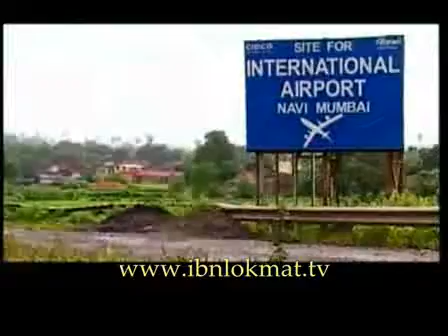 CIDCO
SITE FOR
INTERNATIONAL
AIRPORT
NAVI MUMBAI
www.ibnlokmat.tv